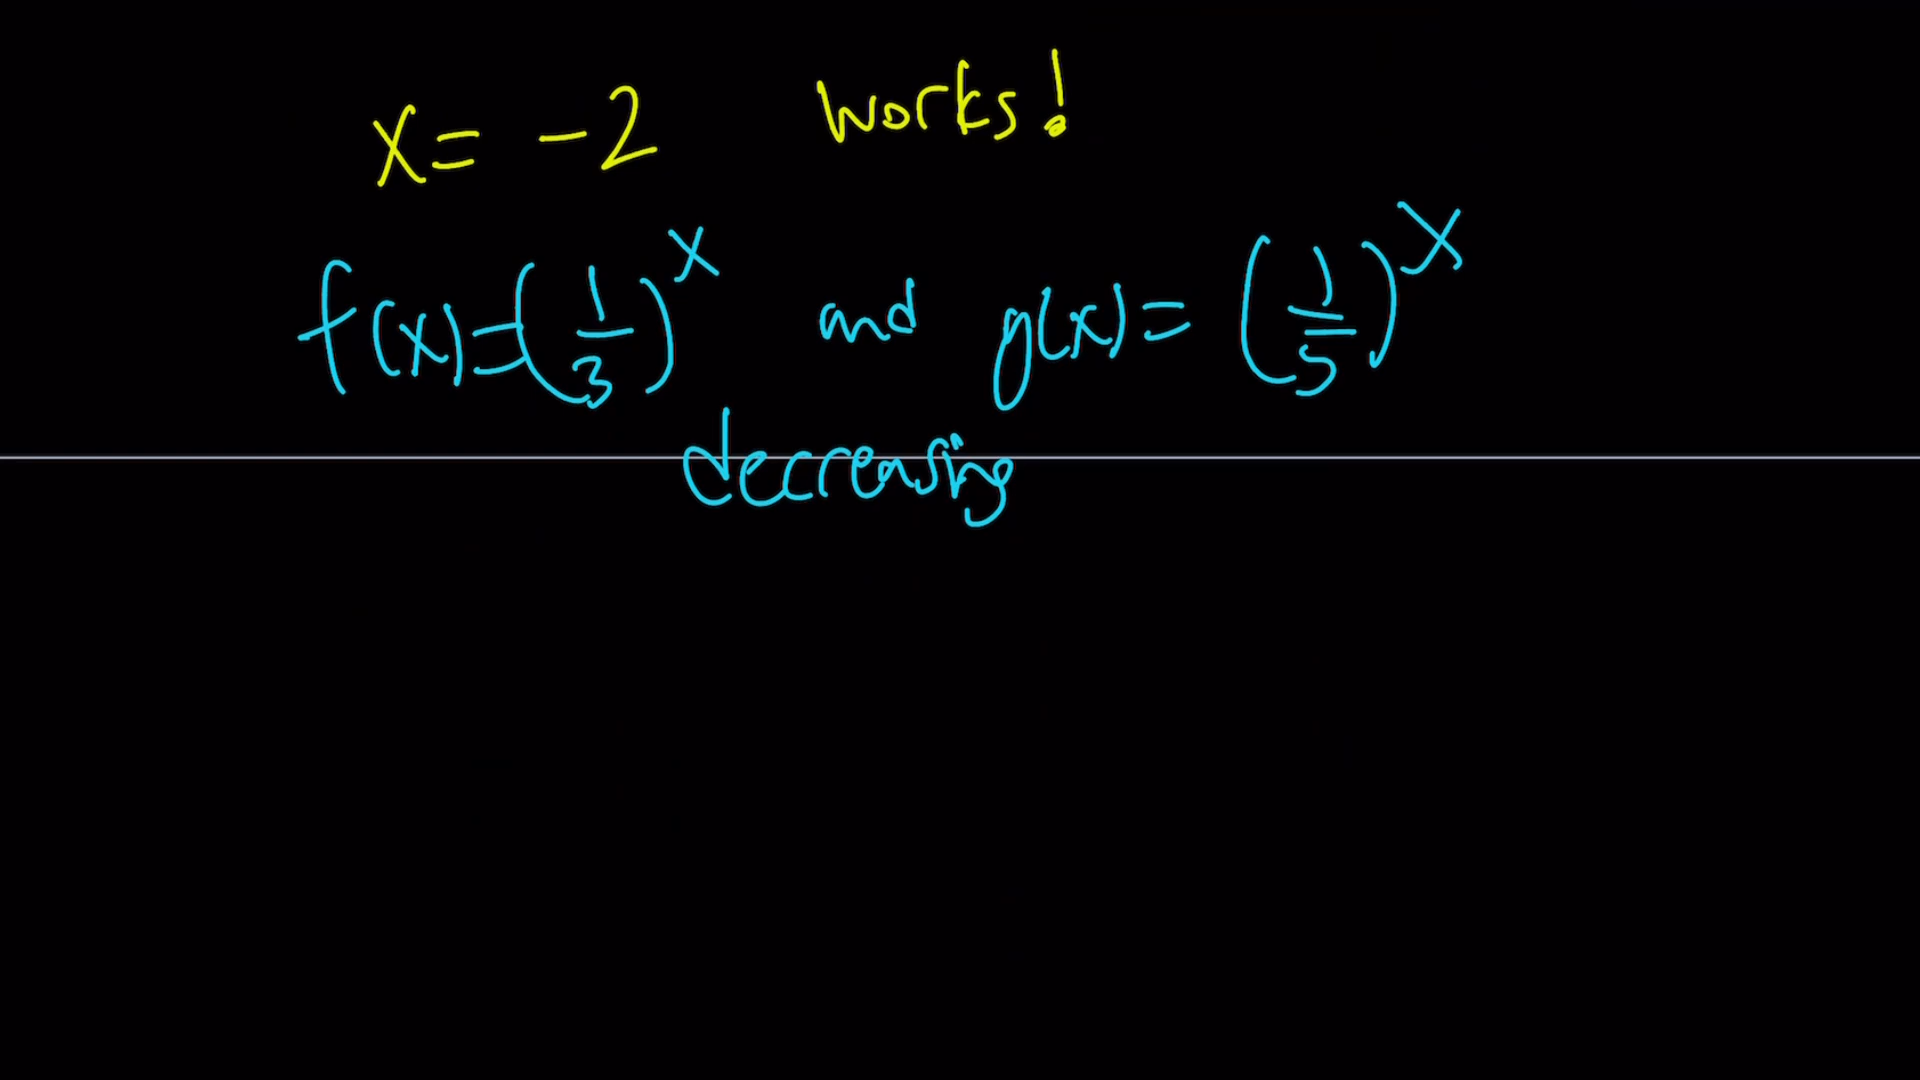 x = -2 works!
f(x) = (1/3)^x and g(x) = (1/5)^x
decreasing